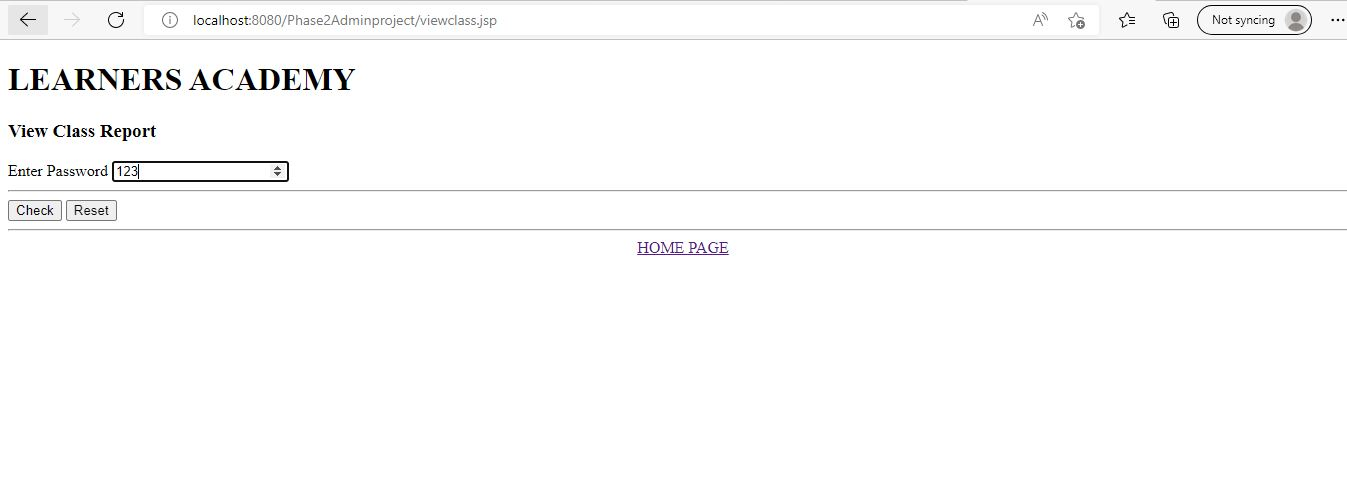 localhost:8080/Phase2Adminproject/viewclass.jsp
Not syncing
LEARNERS ACADEMY
View Class Report
Enter Password 123
Check Reset
HOME PAGE